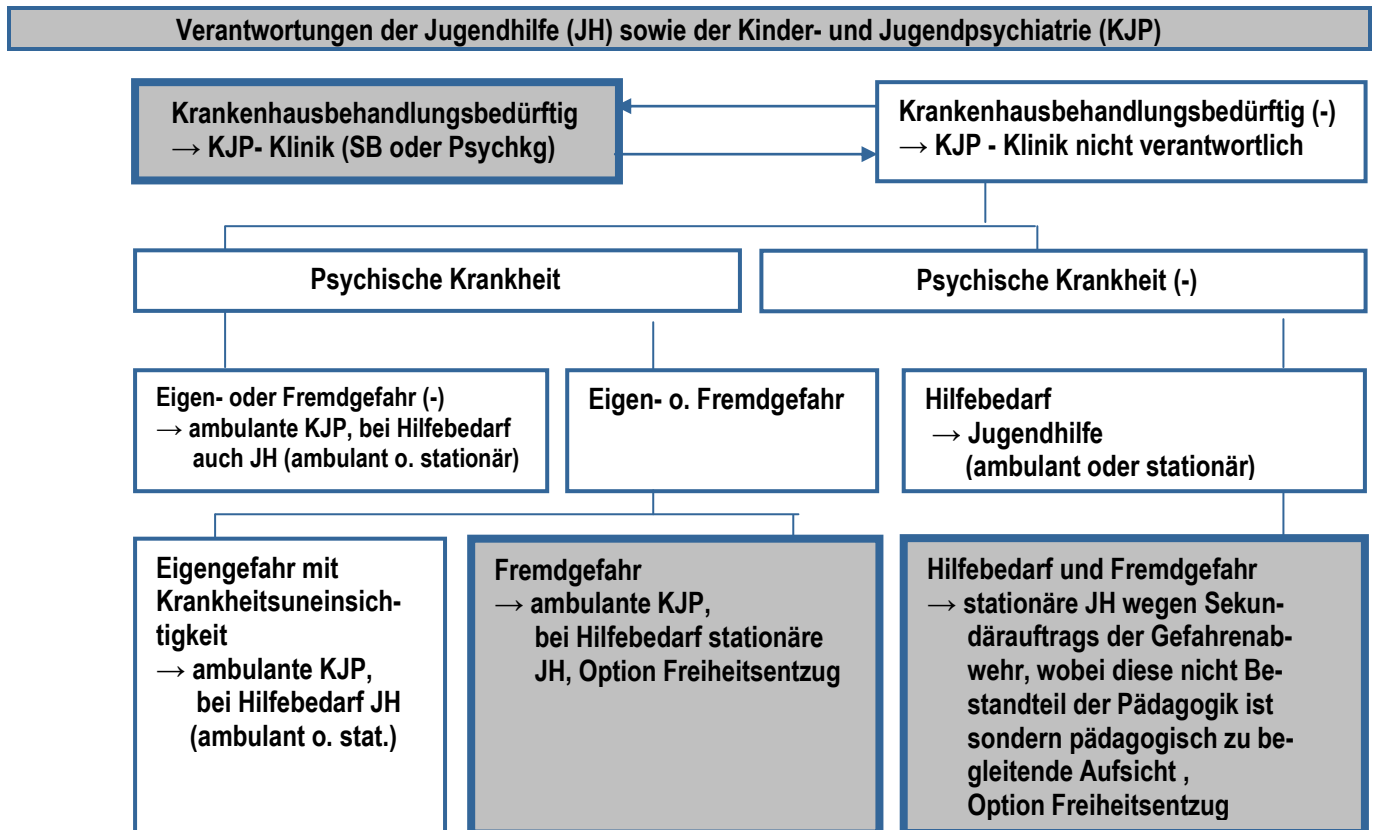 Verantwortungen der Jugendhilfe (JH) sowie der Kinder- und Jugendpsychiatrie (KJP)
Krankenhausbehandlungsbedürftig
→ KJP- Klinik (SB oder Psychkg)
Krankenhausbehandlungsbedürftig (-)
→ KJP - Klinik nicht verantwortlich
Psychische Krankheit
Psychische Krankheit (-)
Eigen- oder Fremdgefahr (-)
→ ambulante KJP, bei Hilfebedarf
auch JH (ambulant o. stationär)
Eigen- o. Fremdgefahr
Hilfebedarf
→ Jugendhilfe
(ambulant oder stationär)
Eigengefahr mit
Krankheitsuneinsich-
tigkeit
→ ambulante KJP,
bei Hilfebedarf JH
(ambulant o. stat.)
Fremdgefahr
→ ambulante KJP,
bei Hilfebedarf stationäre
JH, Option Freiheitsentzug
Hilfebedarf und Fremdgefahr
→ stationäre JH wegen Sekun-
därauftrags der Gefahrenab-
wehr, wobei diese nicht Be-
standteil der Pädagogik ist
sondern pädagogisch zu be-
gleitende Aufsicht ,
Option Freiheitsentzug